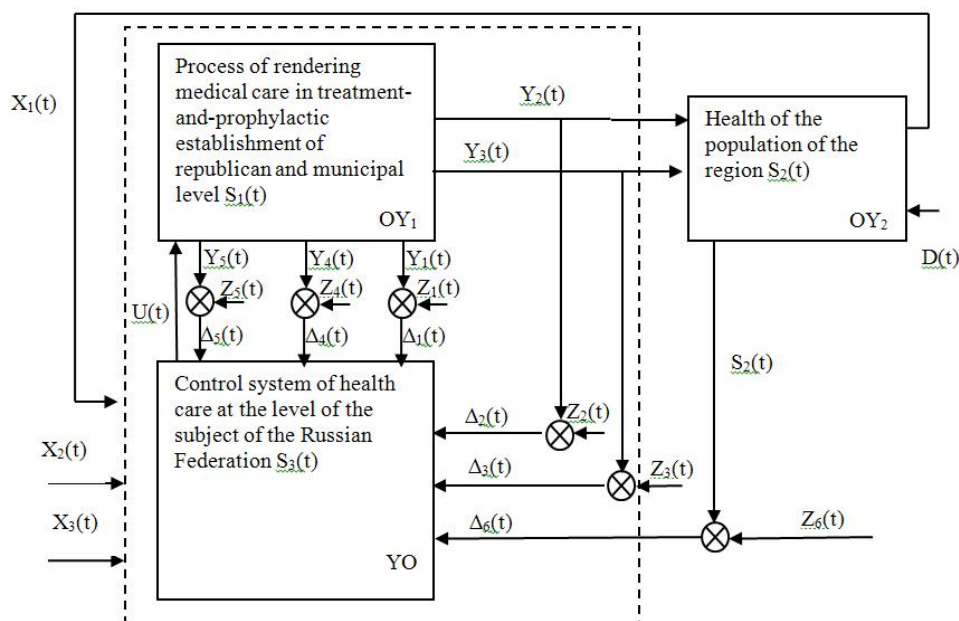 X₁(t)
Process of rendering
medical care in treatment-
and-prophylactic
establishment of
republican and municipal
level S₁(t)
OY₁
Y₂(t)
Y₃(t)
Health of the
population of the
region S₂(t)
OY₂
D(t)
Y₅(t)
Y₄(t)
Y₁(t)
Z₅(t)
Z₄(t)
Z₁(t)
U(t)
Δ₅(t)
Δ₄(t)
Δ₁(t)
S₂(t)
Control system of health
care at the level of the
subject of the Russian
Federation S₃(t)
YO
Δ₂(t)
Z₂(t)
X₂(t)
Δ₃(t)
Z₃(t)
X₃(t)
Δ₆(t)
Z₆(t)